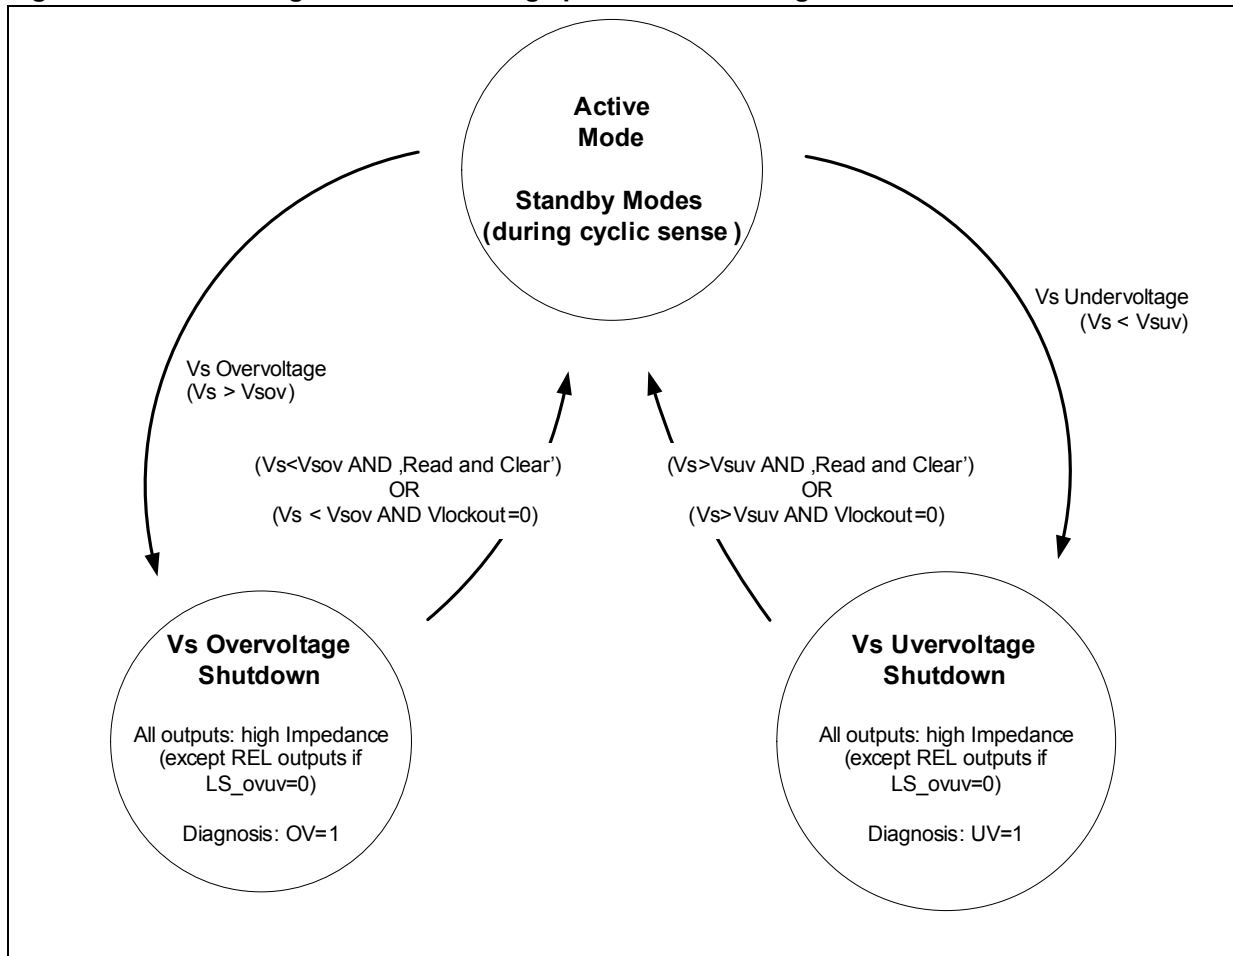 Active
Mode
Standby Modes
(during cyclic sense )
Vs Undervoltage
(Vs < Vsuv)
Vs Overvoltage
(Vs > Vsov)
(Vs<Vsov AND ,Read and Clear’)
OR
(Vs < Vsov AND Vlockout=0)
(Vs>Vsuv AND ,Read and Clear’)
OR
(Vs>Vsuv AND Vlockout=0)
Vs Overvoltage
Shutdown
All outputs: high Impedance
(except REL outputs if
LS_ovuv=0)
Diagnosis: OV=1
Vs Uvervoltage
Shutdown
All outputs: high Impedance
(except REL outputs if
LS_ovuv=0)
Diagnosis: UV=1